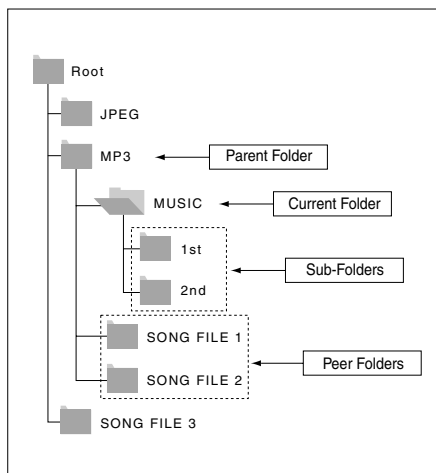 Root
JPEG
MP3
Parent Folder
MUSIC
Current Folder
1st
Sub-Folders
2nd
SONG FILE 1
Peer Folders
SONG FILE 2
SONG FILE 3